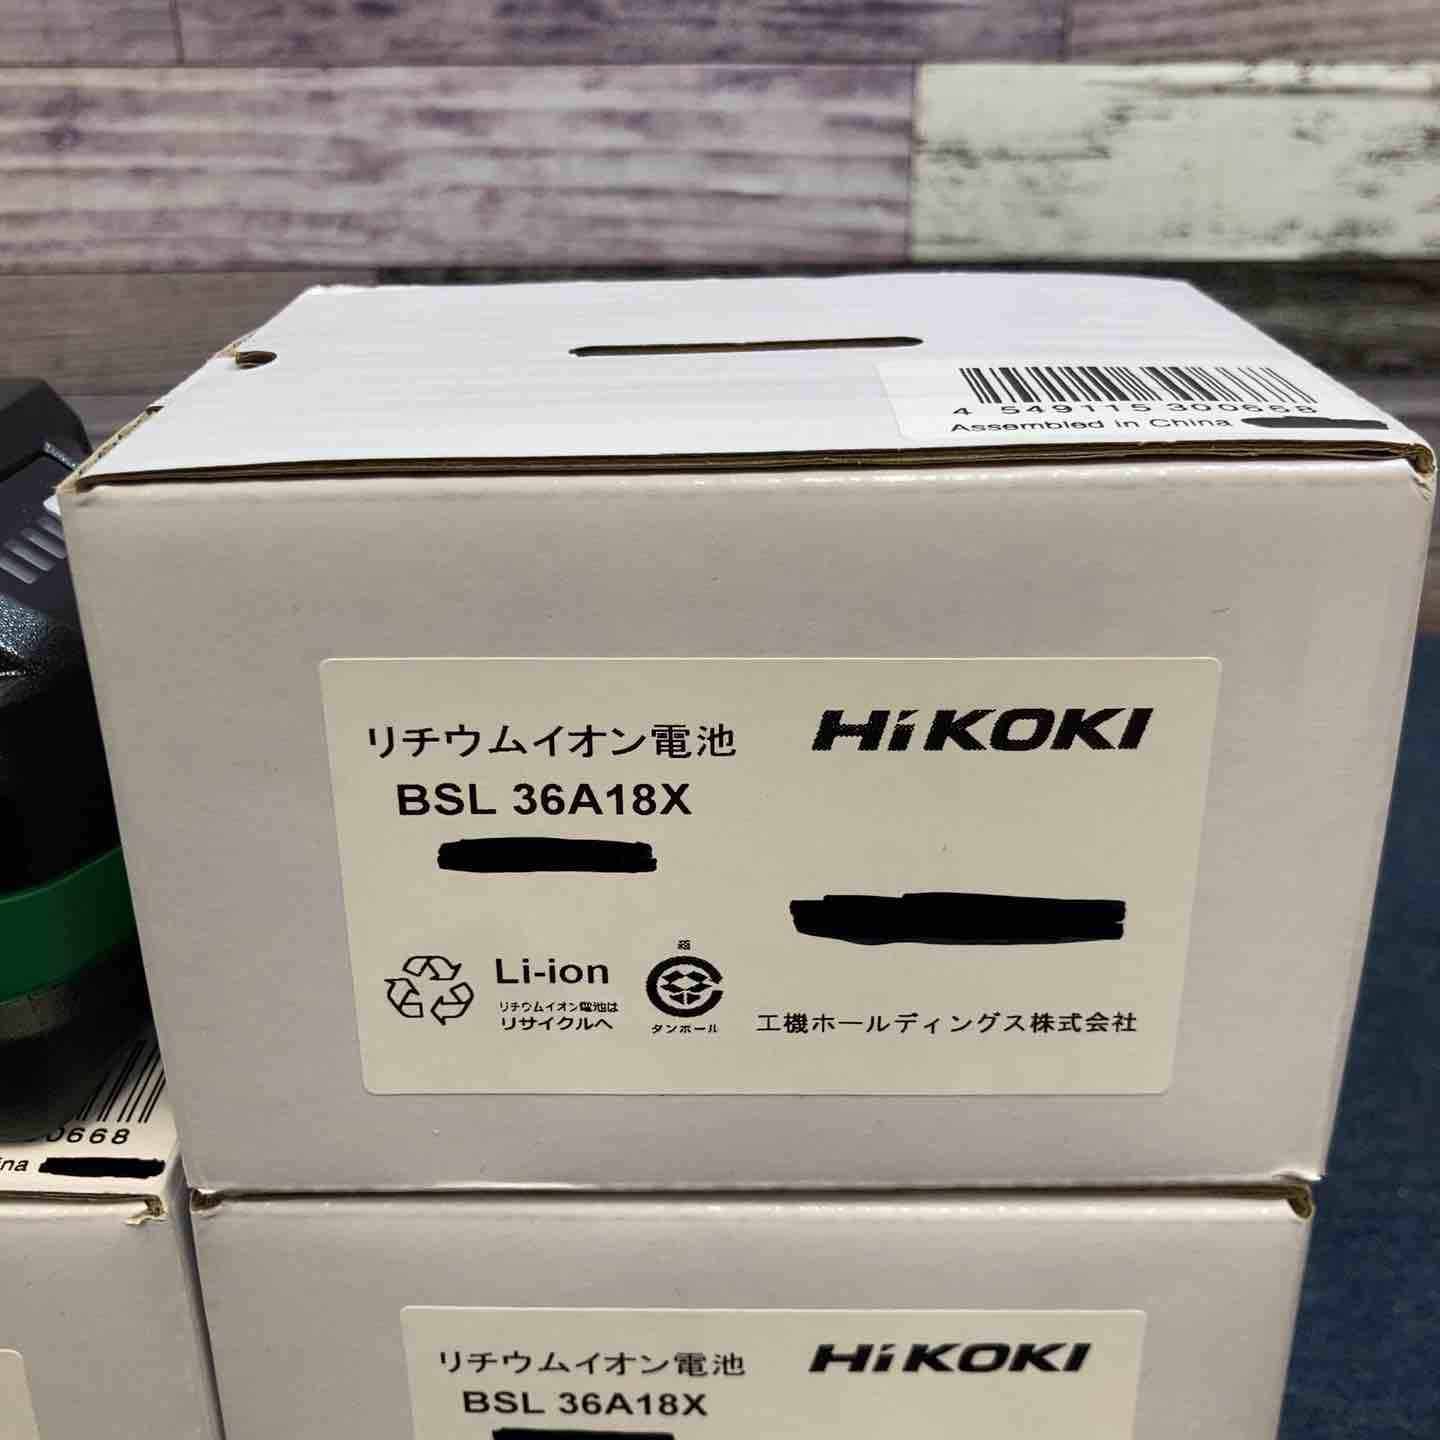 4 549115 300668
Assembled in China
リチウムイオン電池
HiKOKI
BSL 36A18X
Li-ion
リチウムイオン電池は
リサイクルへ
箱
ダンボール
工機ホールディングス株式会社
0668
ina
リチウムイオン電池
HiKOKI
BSL 36A18X